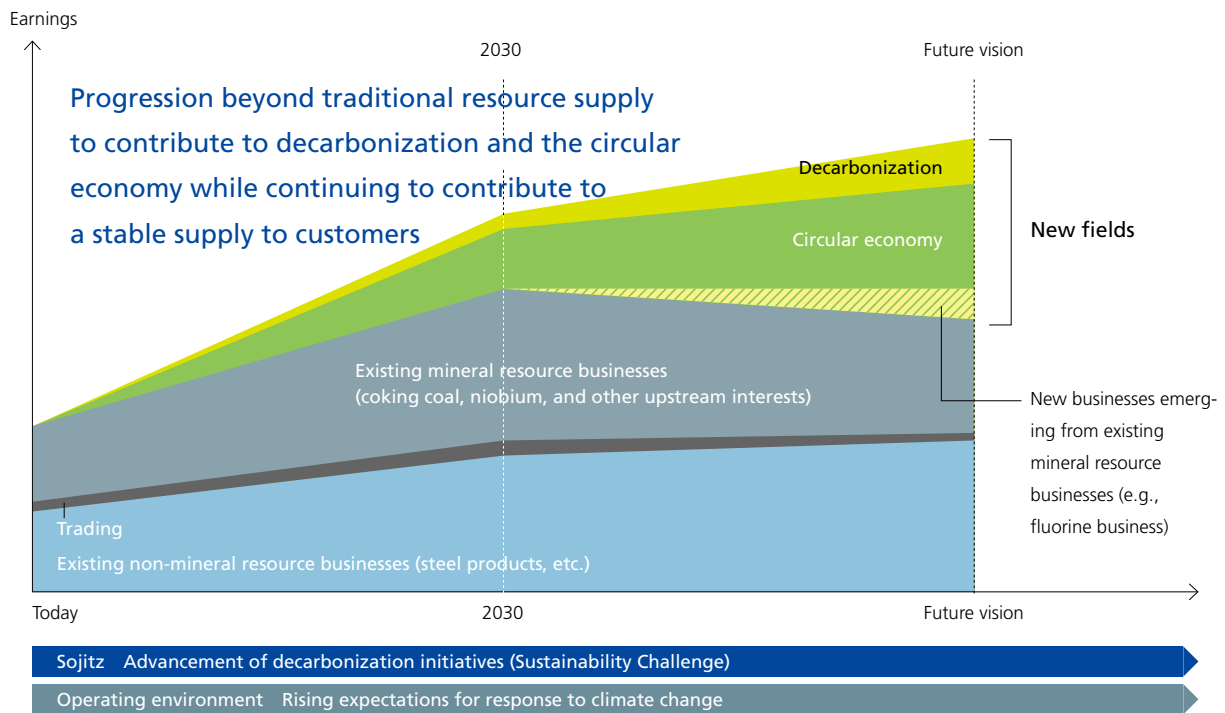 Earnings
2030
Future vision
Progression beyond traditional resource supply
to contribute to decarbonization and the circular
economy while continuing to contribute to
a stable supply to customers
Decarbonization
Circular economy
New fields
Existing mineral resource businesses
(coking coal, niobium, and other upstream interests)
New businesses emerg-
ing from existing
mineral resource
businesses (e.g.,
fluorine business)
Trading
Existing non-mineral resource businesses (steel products, etc.)
Today
2030
Future vision
Sojitz Advancement of decarbonization initiatives (Sustainability Challenge)
Operating environment Rising expectations for response to climate change